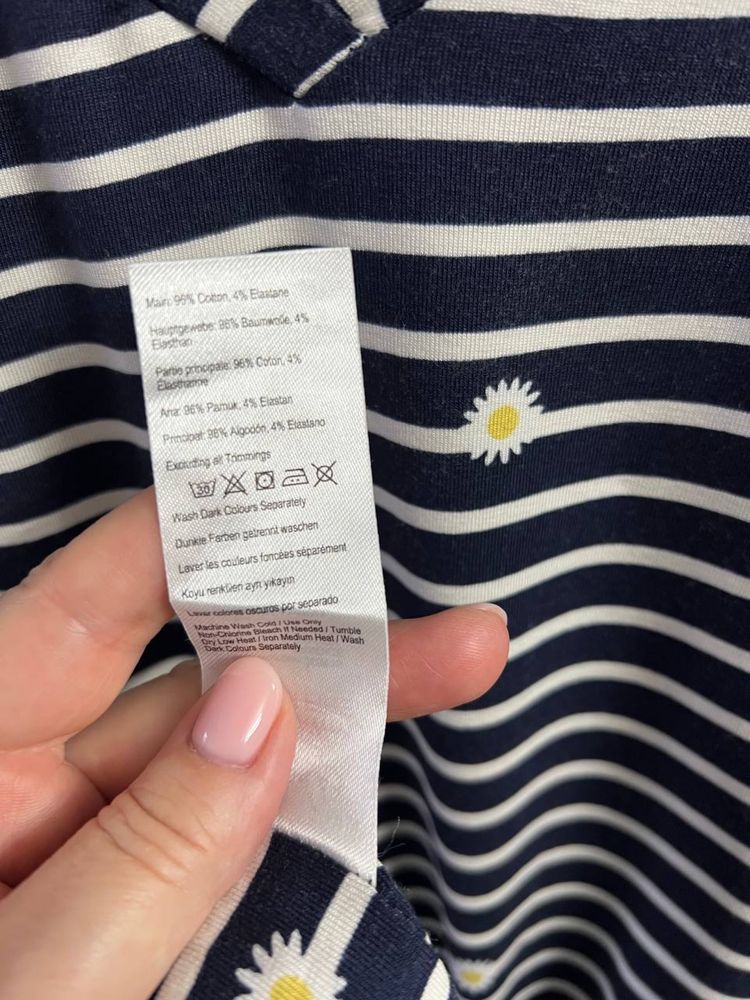 Main: 96% Cotton, 4% Elastane
Hauptgewebe: 96% Baumwolle, 4%
Elasthan
Partie principale: 96% Coton, 4%
Élasthanne
Ana: 96% Pamuk, 4% Elastan
Principal: 96% Algodón, 4% Elastano
Excluding all Trimmings
30
Wash Dark Colours Separately
Dunkle Farben getrennt waschen
Laver les couleurs foncées séparément
Koyu renklileri ayrı yıkayın
Lavar colores oscuros por separado
Machine Wash Cold / Use Only
Non-Chlorine Bleach If Needed / Tumble
Dry Low Heat / Iron Medium Heat / Wash
Dark Colours Separately